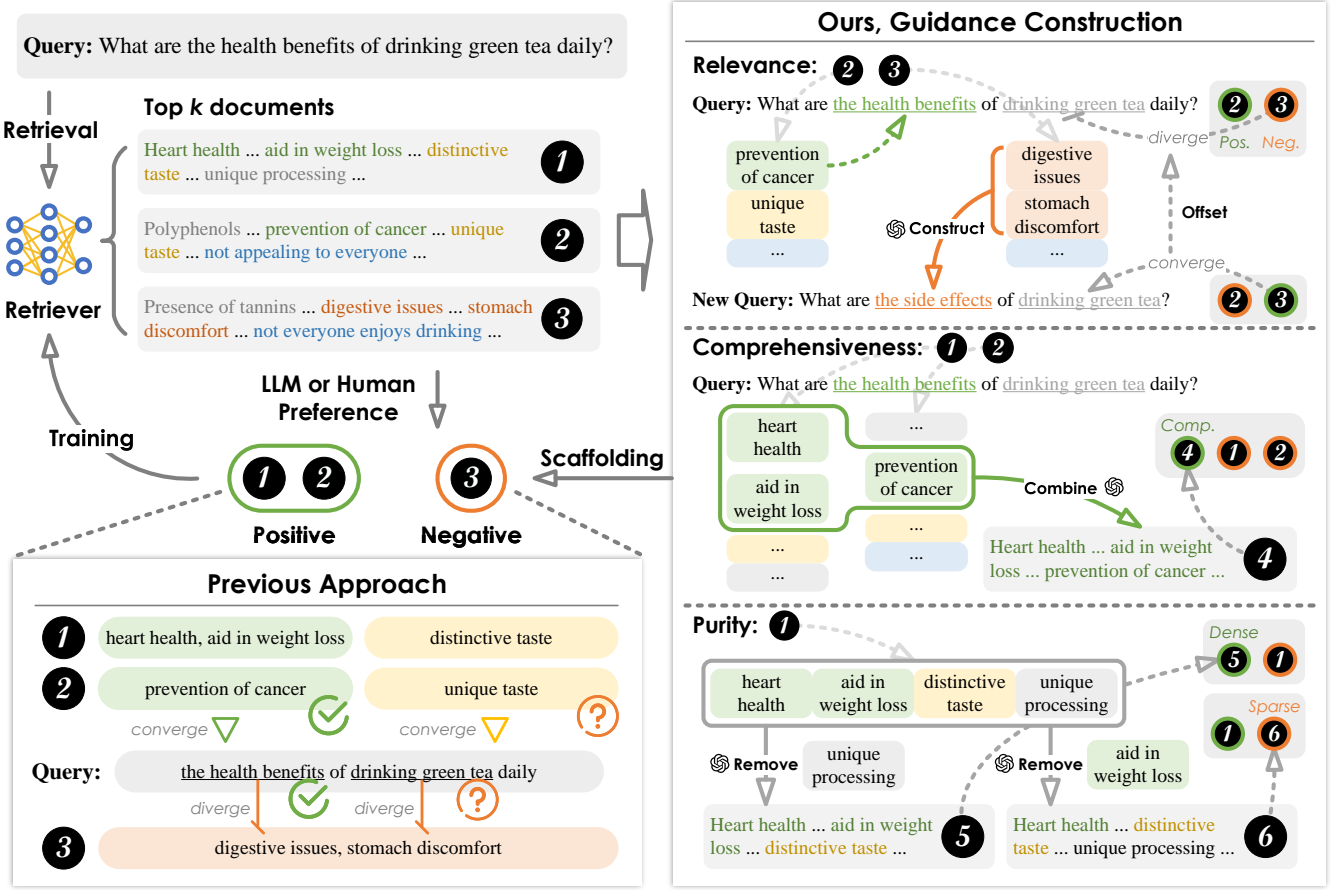 Query: What are the health benefits of drinking green tea daily?
Retrieval
Top k documents
Heart health ... aid in weight loss ... distinctive
taste ... unique processing ...
1
Polyphenols ... prevention of cancer ... unique
taste ... not appealing to everyone ...
2
Presence of tannins ... digestive issues ... stomach
discomfort ... not everyone enjoys drinking ...
3
Retriever
LLM or Human
Preference
Training
1 2
Positive
3
Negative
Scaffolding
Previous Approach
1
heart health, aid in weight loss
distinctive taste
2
prevention of cancer
unique taste
converge
converge
?
Query:
the health benefits of drinking green tea daily
diverge
diverge
?
3
digestive issues, stomach discomfort
Ours, Guidance Construction
Relevance: 2 3
Query: What are the health benefits of drinking green tea daily?
2 3
Pos. Neg.
diverge
prevention
of cancer
unique
taste
...
digestive
issues
stomach
discomfort
...
Construct
Offset
converge
New Query: What are the side effects of drinking green tea?
2 3
Comprehensiveness: 1 2
Query: What are the health benefits of drinking green tea daily?
heart
health
aid in
weight loss
...
...
...
prevention
of cancer
...
...
Combine
Comp.
4 1 2
Heart health ... aid in weight
loss ... prevention of cancer ...
4
Purity: 1
heart
health
aid in
weight loss
distinctive
taste
unique
processing
Dense
5 1
Sparse
1 6
Remove
unique
processing
Remove
aid in
weight loss
Heart health ... aid in weight
loss ... distinctive taste ...
5
Heart health ... distinctive
taste ... unique processing ...
6